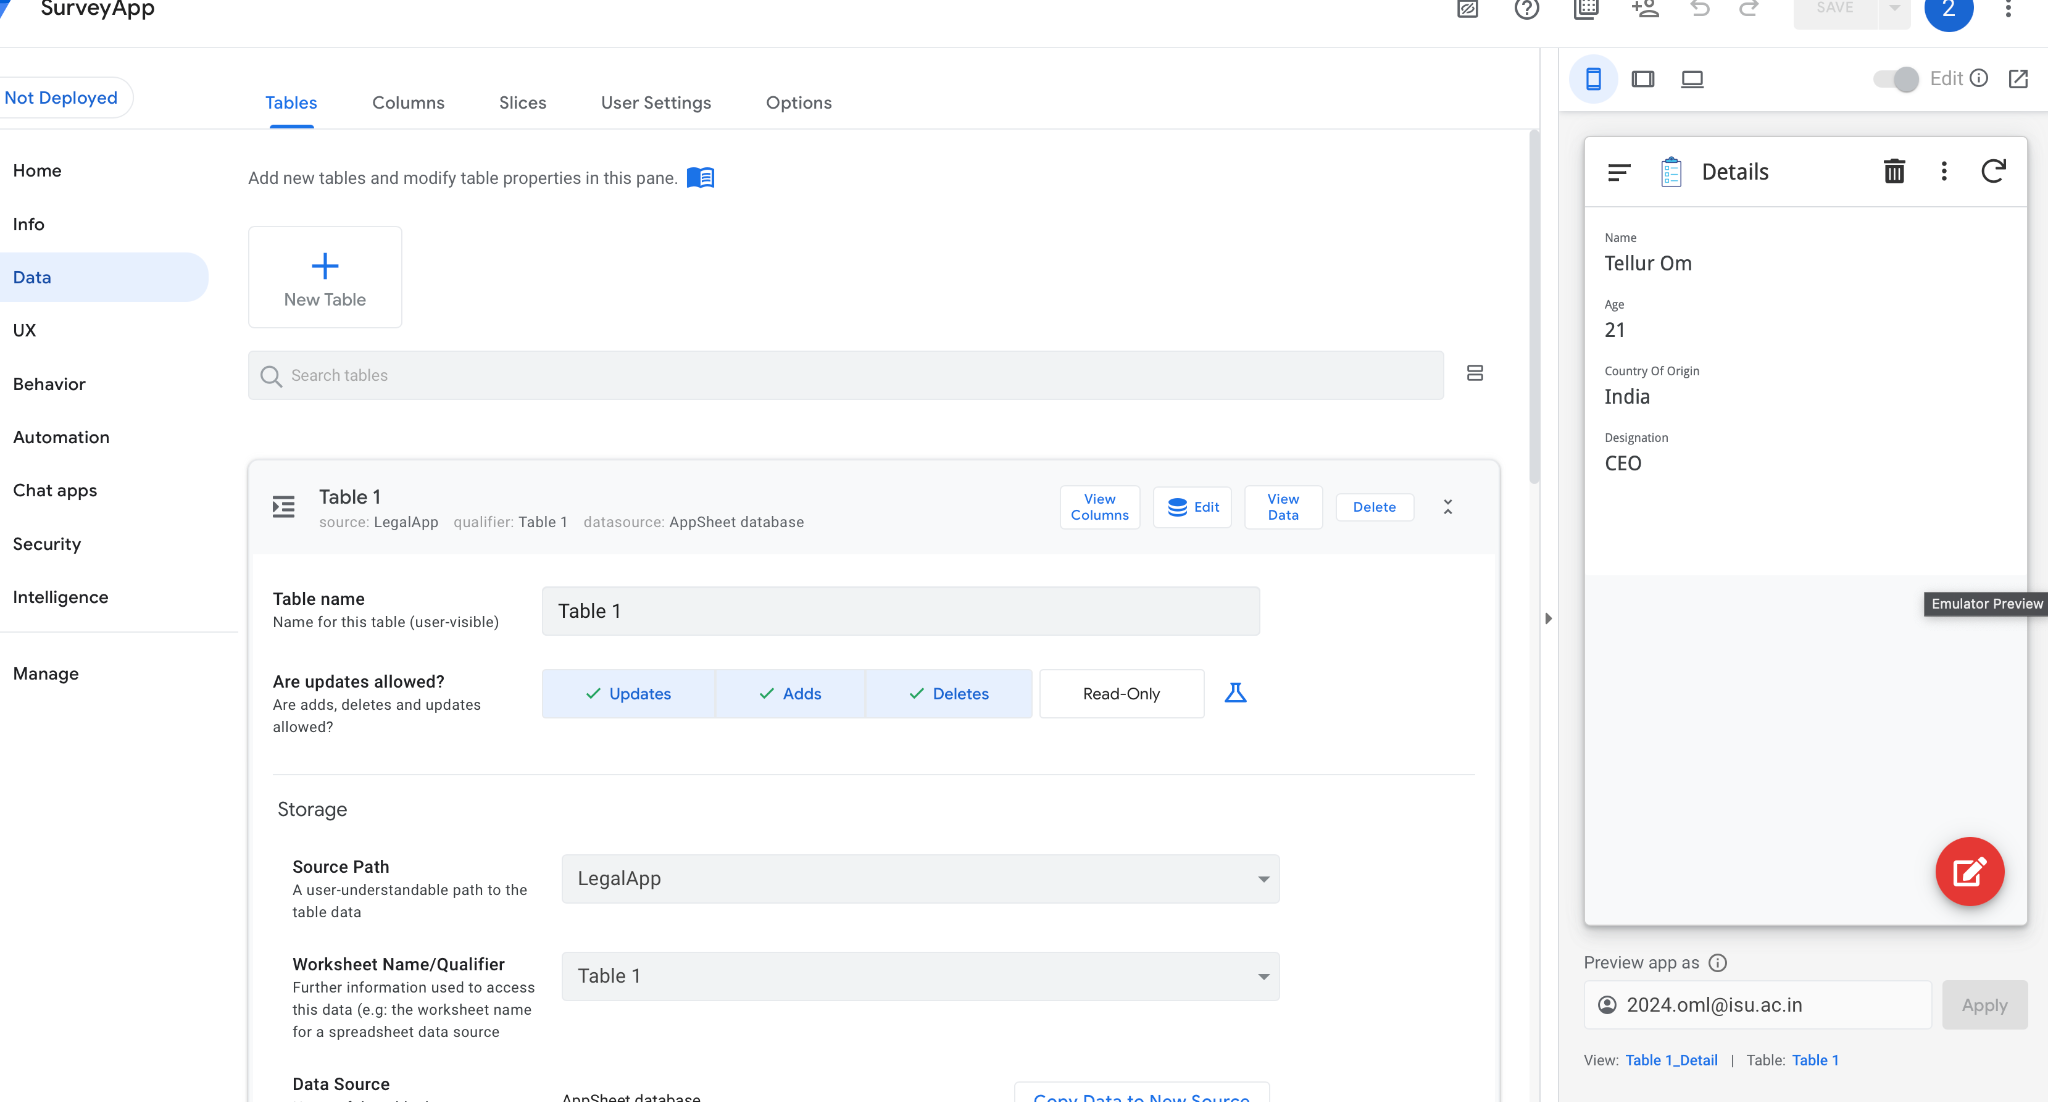 SurveyApp
SAVE
2
Not Deployed
Tables
Columns
Slices
User Settings
Options
Edit
Home
Info
Data
UX
Behavior
Automation
Chat apps
Security
Intelligence
Manage
Add new tables and modify table properties in this pane.
New Table
Search tables
Table 1
source: LegalApp qualifier: Table 1 datasource: AppSheet database
View
Columns
Edit
View
Data
Delete
Table name
Name for this table (user-visible)
Table 1
Are updates allowed?
Are adds, deletes and updates
allowed?
Updates
Adds
Deletes
Read-Only
Storage
Source Path
A user-understandable path to the
table data
LegalApp
Worksheet Name/Qualifier
Further information used to access
this data (e.g: the worksheet name
for a spreadsheet data source
Table 1
Data Source
AppSheet database
Copy Data to New Source
Details
Name
Tellur Om
Age
21
Country Of Origin
India
Designation
CEO
Emulator Preview
Preview app as
2024.oml@isu.ac.in
Apply
View: Table 1_Detail | Table: Table 1